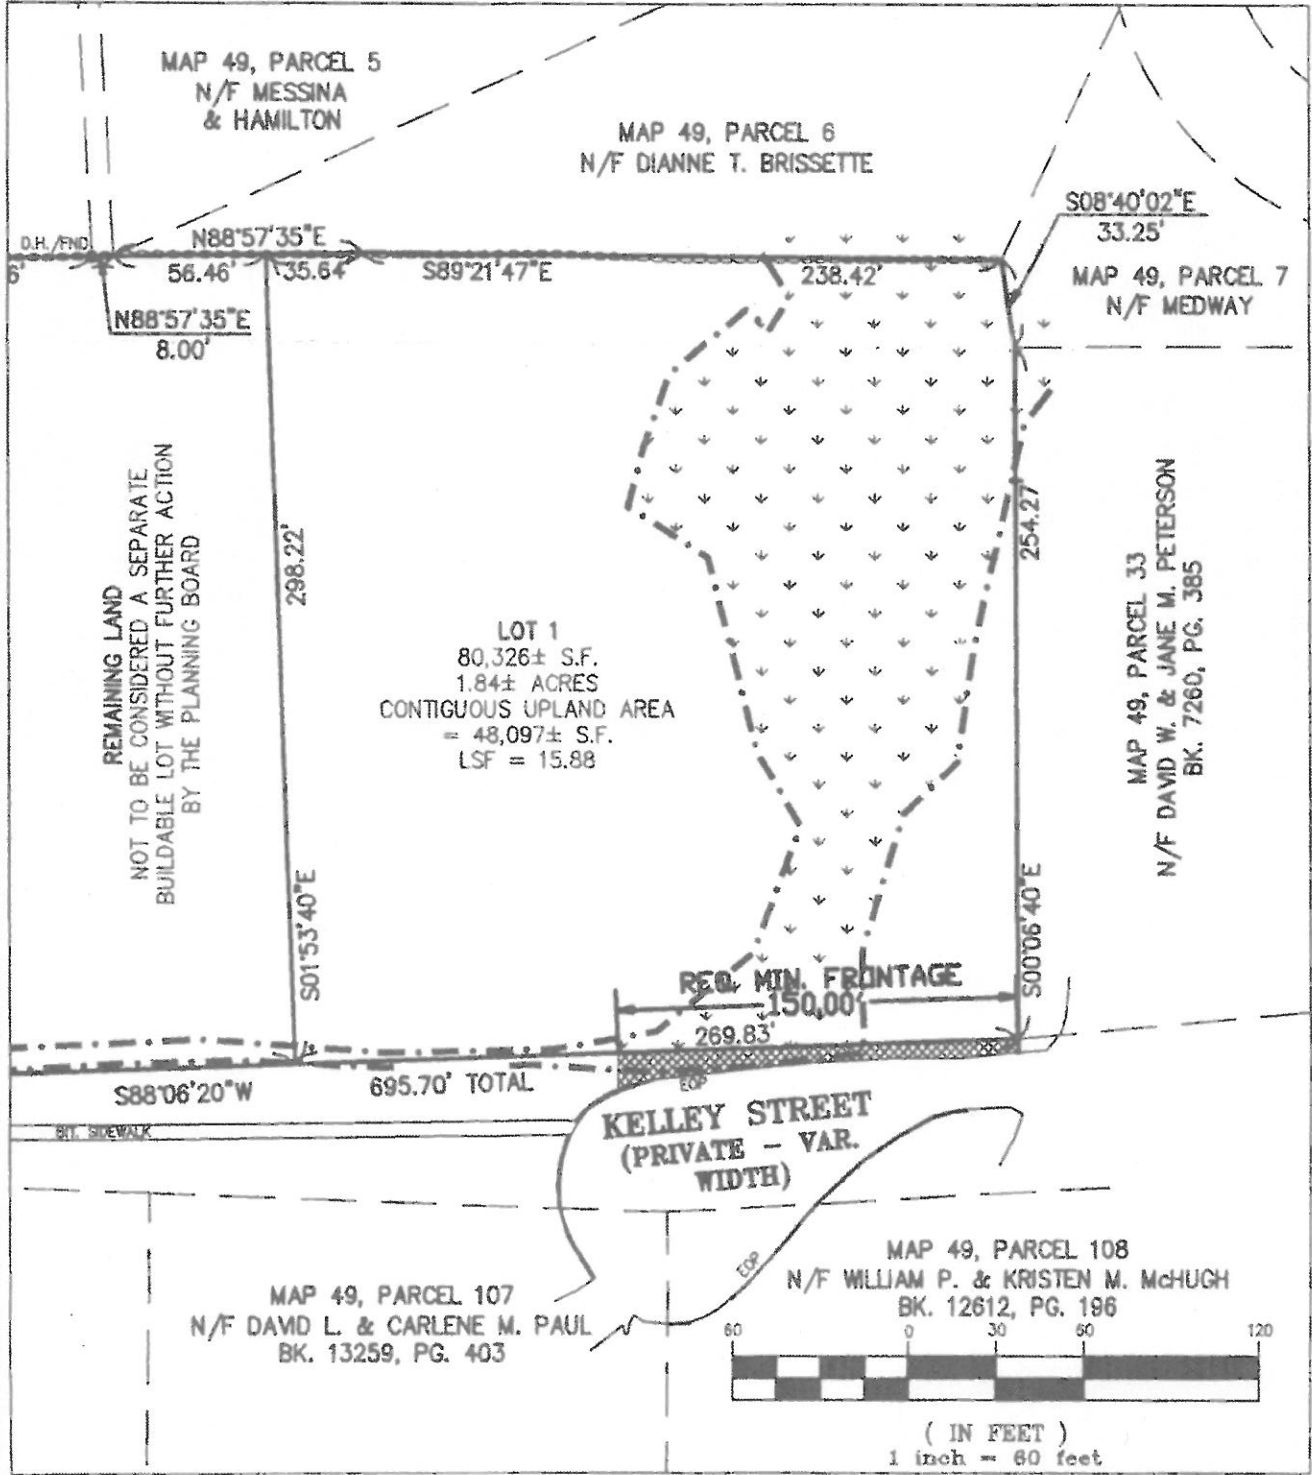 MAP 49, PARCEL 5
N/F MESSINA
& HAMILTON
MAP 49, PARCEL 6
N/F DIANNE T. BRISSETTE
S08°40'02"E
33.25'
MAP 49, PARCEL 7
N/F MEDWAY
D.H./FND.
N88°57'35"E
6'
56.46'
35.64'
S89°21'47"E
238.42'
N88°57'35"E
8.00'
REMAINING LAND
NOT TO BE CONSIDERED A SEPARATE
BUILDABLE LOT WITHOUT FURTHER ACTION
BY THE PLANNING BOARD
298.22'
S01°53'40"E
LOT 1
80,326± S.F.
1.84± ACRES
CONTIGUOUS UPLAND AREA
= 48,097± S.F.
LSF = 15.88
254.27'
S00°06'40"E
MAP 49, PARCEL 33
N/F DAVID W. & JANE M. PETERSON
BK. 7260, PG. 385
REQ. MIN. FRONTAGE
150.00'
269.83'
S88°06'20"W
695.70' TOTAL
EOP
BIT. SIDEWALK
KELLEY STREET
(PRIVATE - VAR.
WIDTH)
EOP
MAP 49, PARCEL 107
N/F DAVID L. & CARLENE M. PAUL
BK. 13259, PG. 403
MAP 49, PARCEL 108
N/F WILLIAM P. & KRISTEN M. McHUGH
BK. 12612, PG. 196
60 0 30 60 120
( IN FEET )
1 inch = 60 feet